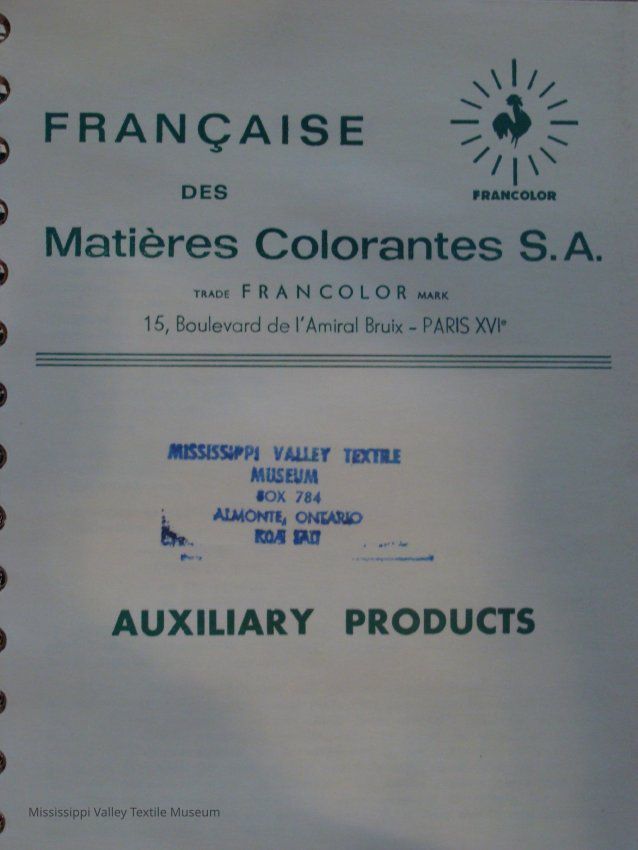 FRANÇAISE
FRANCOLOR
DES
Matières Colorantes S.A.
TRADE FRANCOLOR MARK
15, Boulevard de l'Amiral Bruix – PARIS XVIe
MISSISSIPPI VALLEY TEXTILE
MUSEUM
BOX 784
ALMONTE, ONTARIO
AUXILIARY PRODUCTS
Mississippi Valley Textile Museum